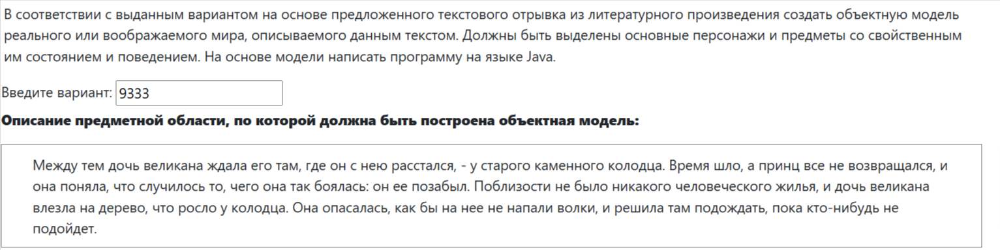 В соответствии с выданным вариантом на основе предложенного текстового отрывка из литературного произведения создать объектную модель
реального или воображаемого мира, описываемого данным текстом. Должны быть выделены основные персонажи и предметы со свойственным
им состоянием и поведением. На основе модели написать программу на языке Java.
Введите вариант: 9333
Описание предметной области, по которой должна быть построена объектная модель:
Между тем дочь великана ждала его там, где он с нею расстался, - у старого каменного колодца. Время шло, а принц все не возвращался, и
она поняла, что случилось то, чего она так боялась: он ее позабыл. Поблизости не было никакого человеческого жилья, и дочь великана
влезла на дерево, что росло у колодца. Она опасалась, как бы на нее не напали волки, и решила там подождать, пока кто-нибудь не
подойдет.